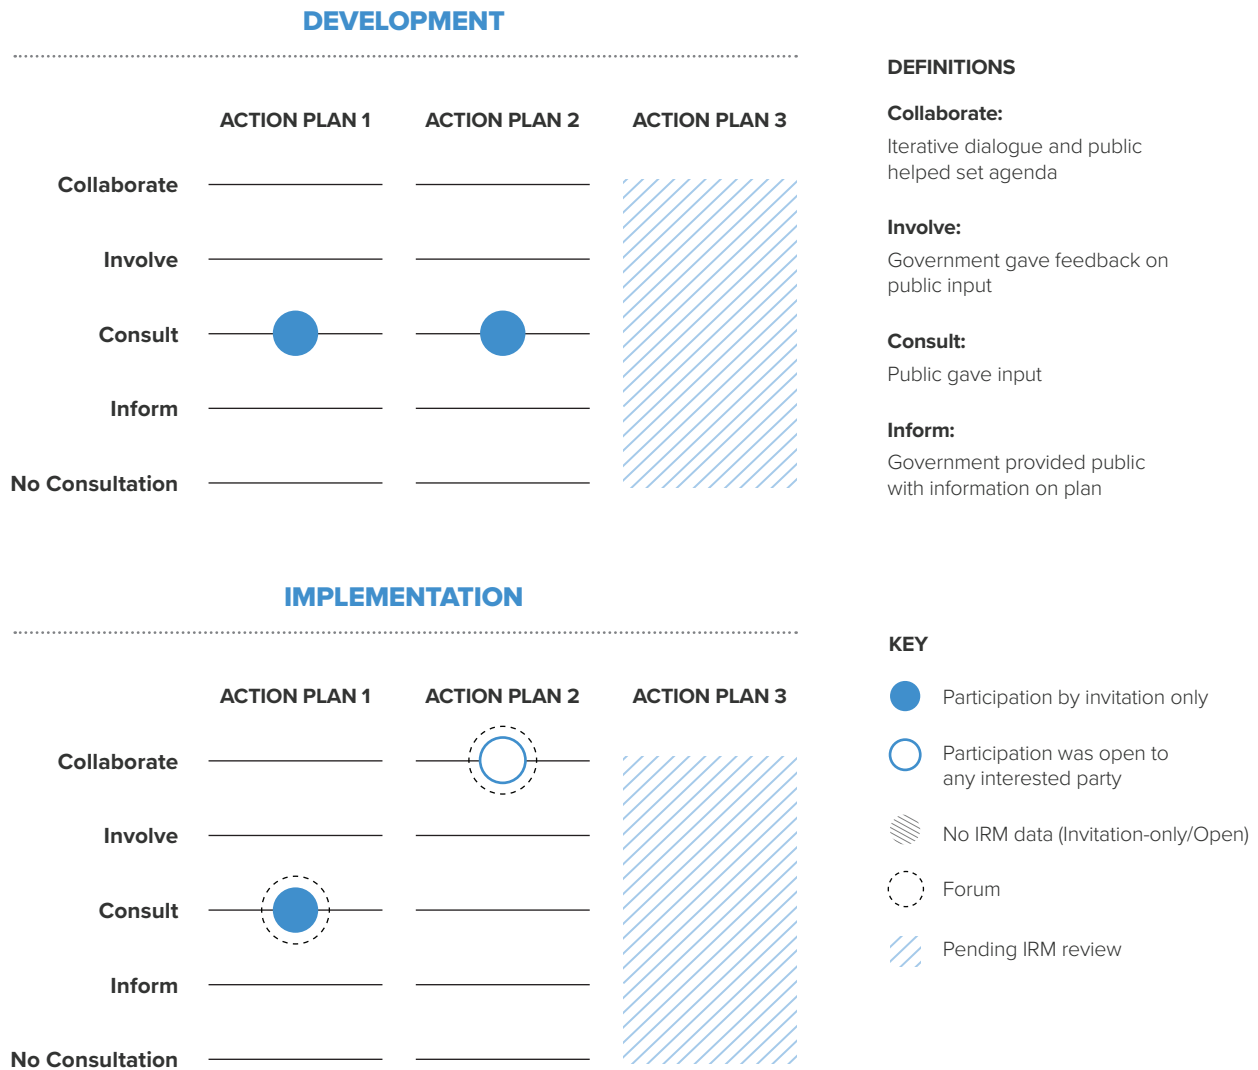 DEVELOPMENT
ACTION PLAN 1
ACTION PLAN 2
ACTION PLAN 3
Collaborate
Involve
Consult
Inform
No Consultation
DEFINITIONS
Collaborate:
Iterative dialogue and public
helped set agenda
Involve:
Government gave feedback on
public input
Consult:
Public gave input
Inform:
Government provided public
with information on plan
IMPLEMENTATION
ACTION PLAN 1
ACTION PLAN 2
ACTION PLAN 3
Collaborate
Involve
Consult
Inform
No Consultation
KEY
Participation by invitation only
Participation was open to
any interested party
No IRM data (Invitation-only/Open)
Forum
Pending IRM review